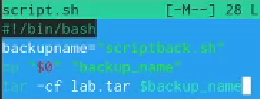 script.sh [-M--] 28 L
#!/bin/bash
backupname="scriptback.sh"
cp "$0" "backup_name"
tar -cf lab.tar $backup_name